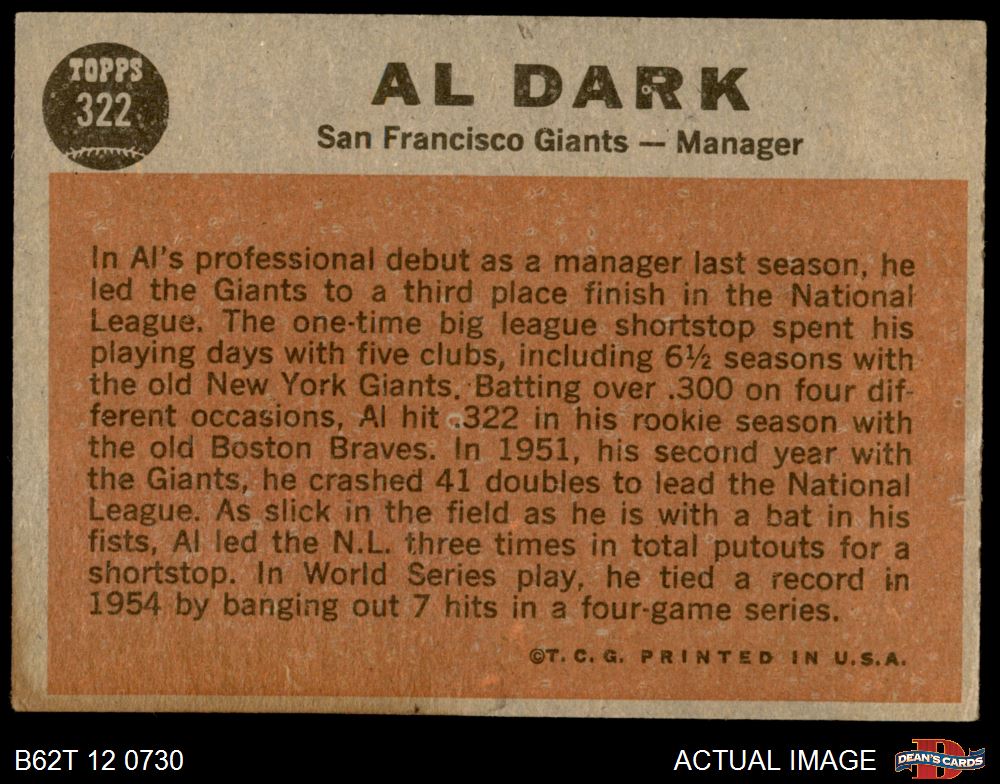 TOPPS
322
AL DARK
San Francisco Giants — Manager
In Al's professional debut as a manager last season, he
led the Giants to a third place finish in the National
League. The one-time big league shortstop spent his
playing days with five clubs, including 6½ seasons with
the old New York Giants. Batting over .300 on four dif-
ferent occasions, Al hit .322 in his rookie season with
the old Boston Braves. In 1951, his second year with
the Giants, he crashed 41 doubles to lead the National
League. As slick in the field as he is with a bat in his
fists, Al led the N.L. three times in total putouts for a
shortstop. In World Series play, he tied a record in
1954 by banging out 7 hits in a four-game series.
©T. C. G. PRINTED IN U.S.A.
B62T 12 0730
ACTUAL IMAGE
D
DEAN'S CARDS